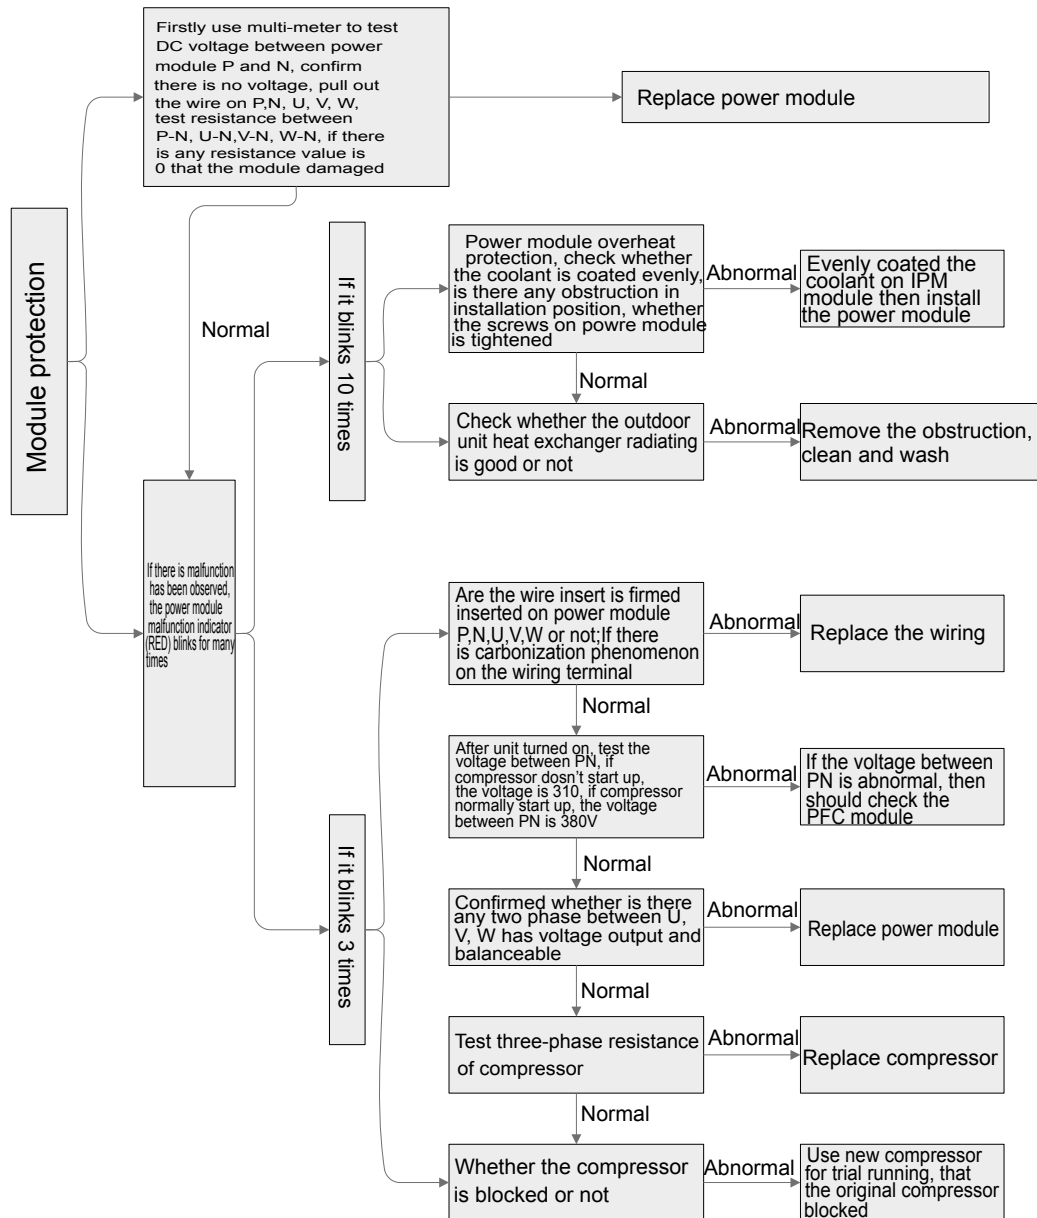 Firstly use multi-meter to test
DC voltage between power
module P and N, confirm
there is no voltage, pull out
the wire on P,N, U, V, W,
test resistance between
P-N, U-N,V-N, W-N, if there
is any resistance value is
0 that the module damaged
Replace power module
Module protection
Normal
If it blinks 10 times
Power module overheat
protection, check whether
the coolant is coated evenly,
is there any obstruction in
installation position, whether
the screws on powre module
is tightened
Abnormal
Evenly coated the
coolant on IPM
module then install
the power module
Normal
Check whether the outdoor
unit heat exchanger radiating
is good or not
Abnormal
Remove the obstruction,
clean and wash
If there is malfunction
has been observed,
the power module
malfunction indicator
(RED) blinks for many
times
If it blinks 3 times
Are the wire insert is firmed
inserted on power module
P,N,U,V,W or not;If there
is carbonization phenomenon
on the wiring terminal
Abnormal
Replace the wiring
Normal
After unit turned on, test the
voltage between PN, if
compressor dosn't start up,
the voltage is 310, if compressor
normally start up, the voltage
between PN is 380V
Abnormal
If the voltage between
PN is abnormal, then
should check the
PFC module
Normal
Confirmed whether is there
any two phase between U,
V, W has voltage output and
balanceable
Abnormal
Replace power module
Normal
Test three-phase resistance
of compressor
Abnormal
Replace compressor
Normal
Whether the compressor
is blocked or not
Abnormal
Use new compressor
for trial running, that
the original compressor
blocked